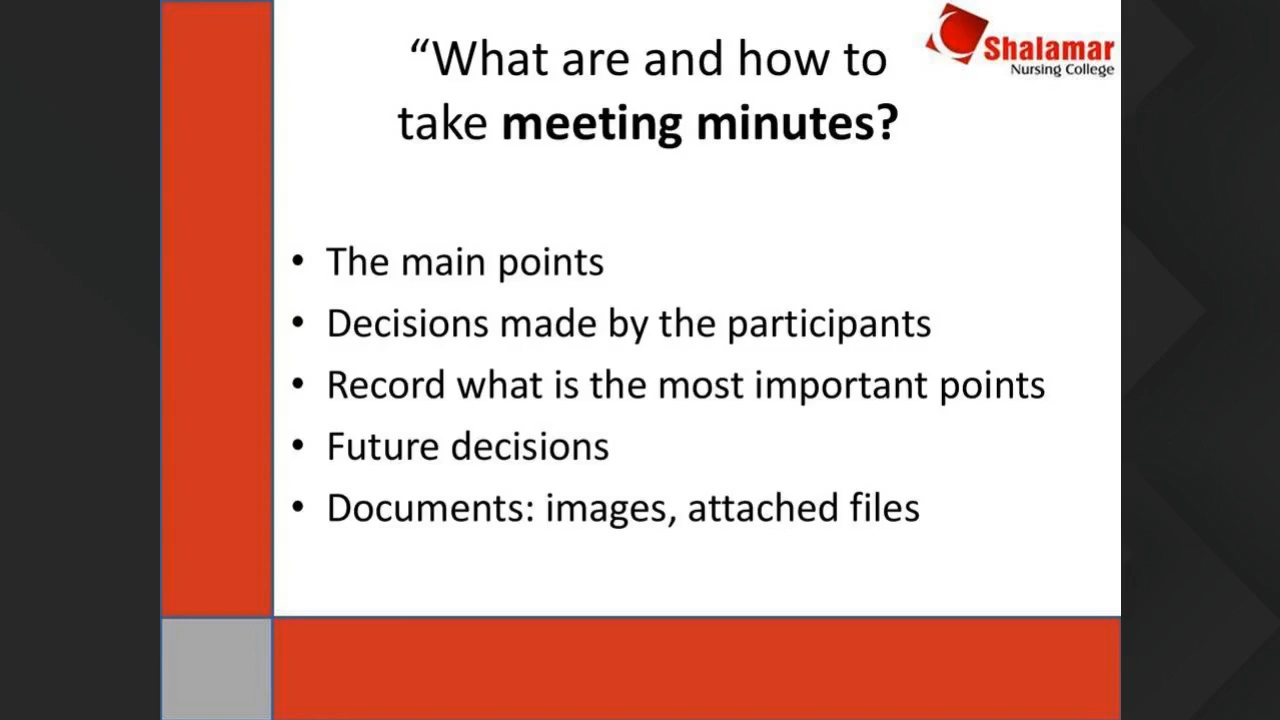 “What are and how to
take meeting minutes?
Shalamar
Nursing College
• The main points
• Decisions made by the participants
• Record what is the most important points
• Future decisions
• Documents: images, attached files